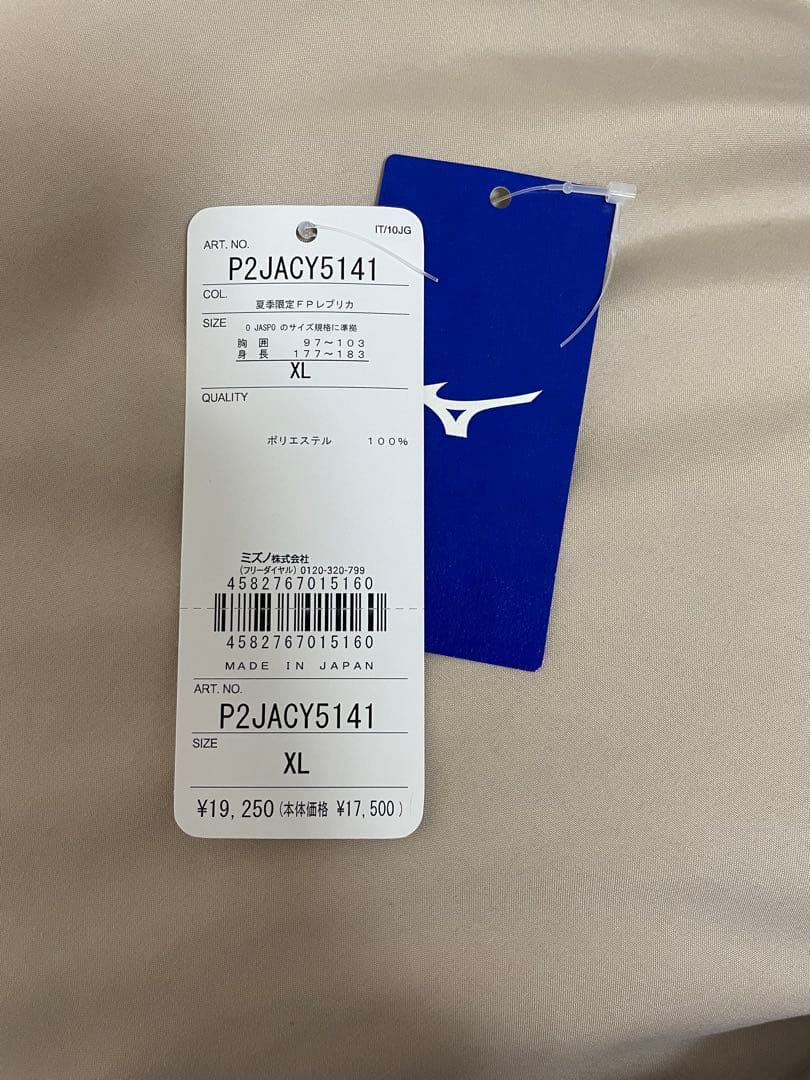 IT/10JG
ART. NO.
P2JACY5141
COL.
夏季限定FPレプリカ
SIZE
O JASPO のサイズ規格に準拠
胸 囲 97〜103
身 長 177〜183
XL
QUALITY
ポリエステル 100%
ミズノ株式会社
(フリーダイヤル) 0120-320-799
4582767015160
4582767015160
MADE IN JAPAN
ART. NO.
P2JACY5141
SIZE
XL
¥19,250(本体価格 ¥17,500)